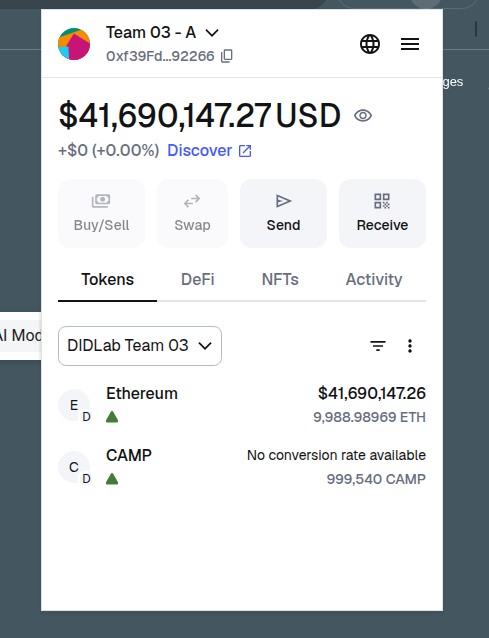 Team 03 - A
0xf39Fd...92266
ges
$41,690,147.27 USD
+$0 (+0.00%) Discover
Buy/Sell
Swap
Send
Receive
Tokens
DeFi
NFTs
Activity
AI Mod
DIDLab Team 03
E
D
Ethereum
$41,690,147.26
9,988.98969 ETH
C
D
CAMP
No conversion rate available
999,540 CAMP